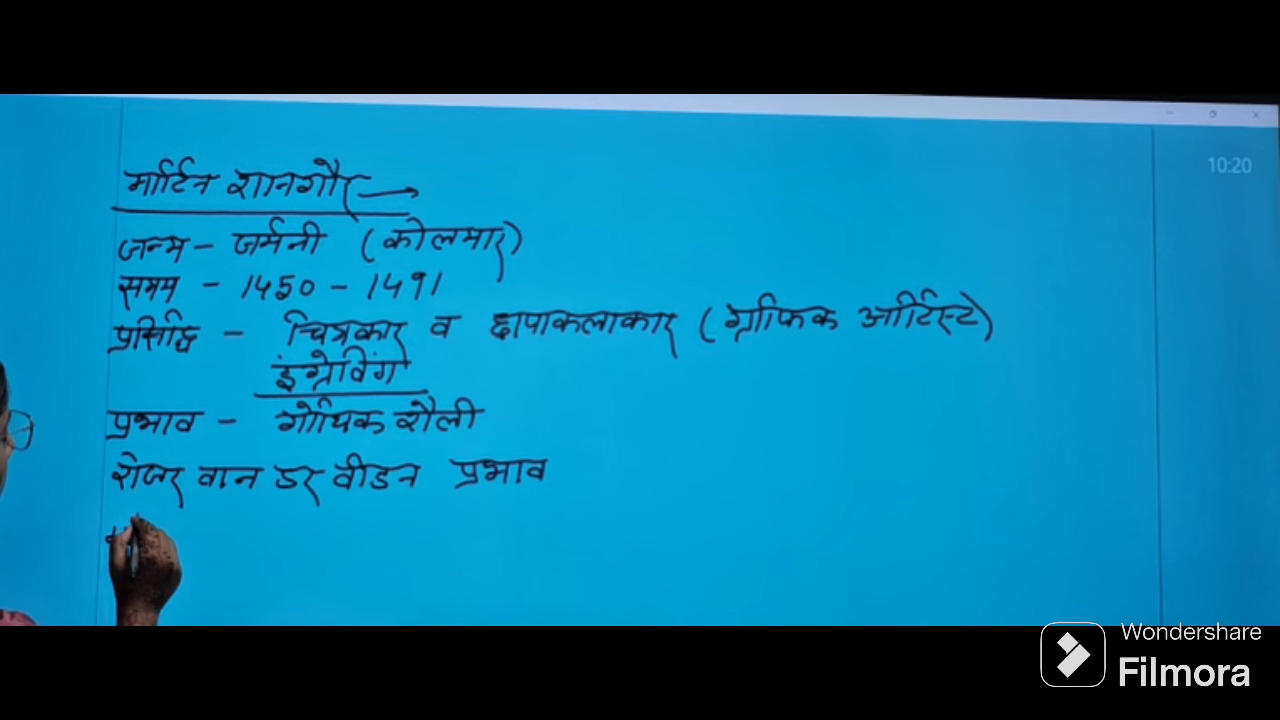 10:20
मार्टिन शानगौर →
जन्म - जर्मनी (कोलमार)
समय - 1450 - 1491
प्रसिद्धि - चित्रकार व छापाकलाकार (ग्राफिक आर्टिस्ट)
इंग्रेविंग
प्रभाव - गोथिक शैली
रोजर वान डर वीडन प्रभाव
Wondershare
Filmora